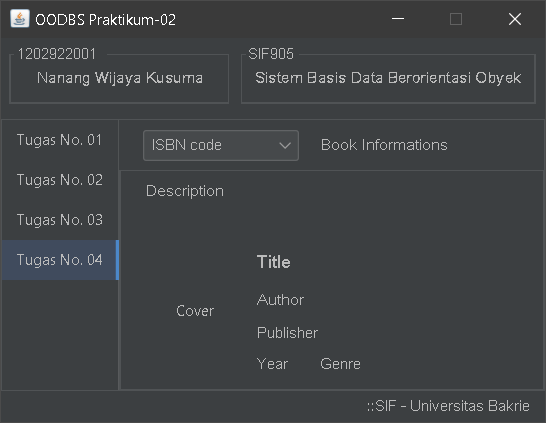 OODBS Praktikum-02
1202922001
Nanang Wijaya Kusuma
SIF905
Sistem Basis Data Berorientasi Obyek
Tugas No. 01
Tugas No. 02
Tugas No. 03
Tugas No. 04
ISBN code
Book Informations
Description
Cover
Title
Author
Publisher
Year Genre
::SIF - Universitas Bakrie